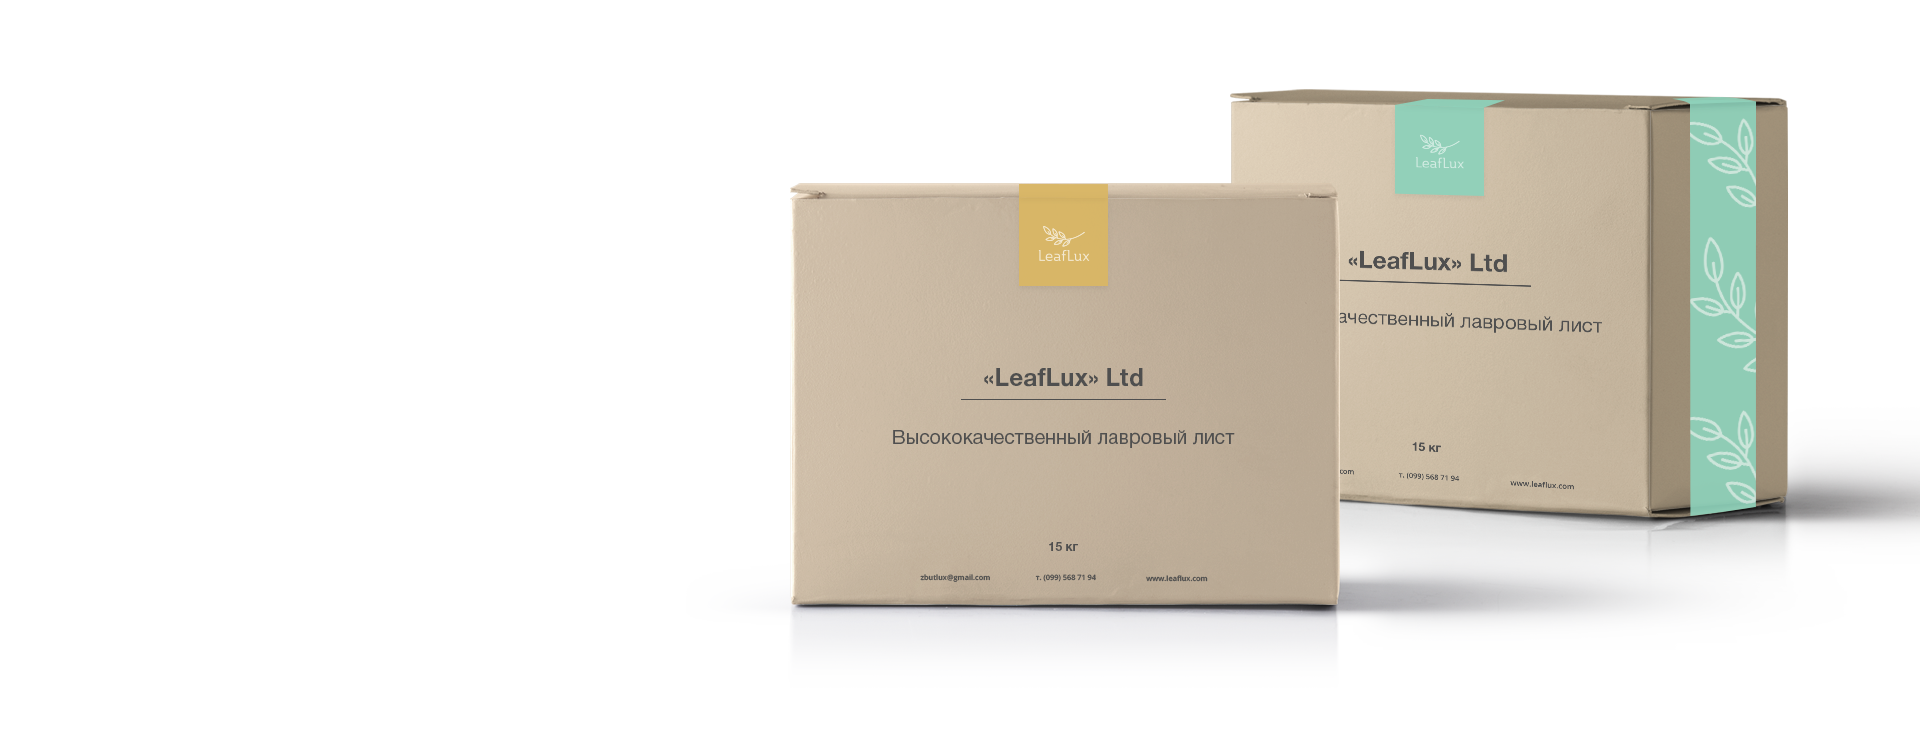 LeafLux
«LeafLux» Ltd
Высококачественный лавровый лист
15 кг
zbutlux@gmail.com т. (099) 568 71 94 www.leaflux.com
LeafLux
«LeafLux» Ltd
ачественный лавровый лист
15 кг
com т. (099) 568 71 94 www.leaflux.com